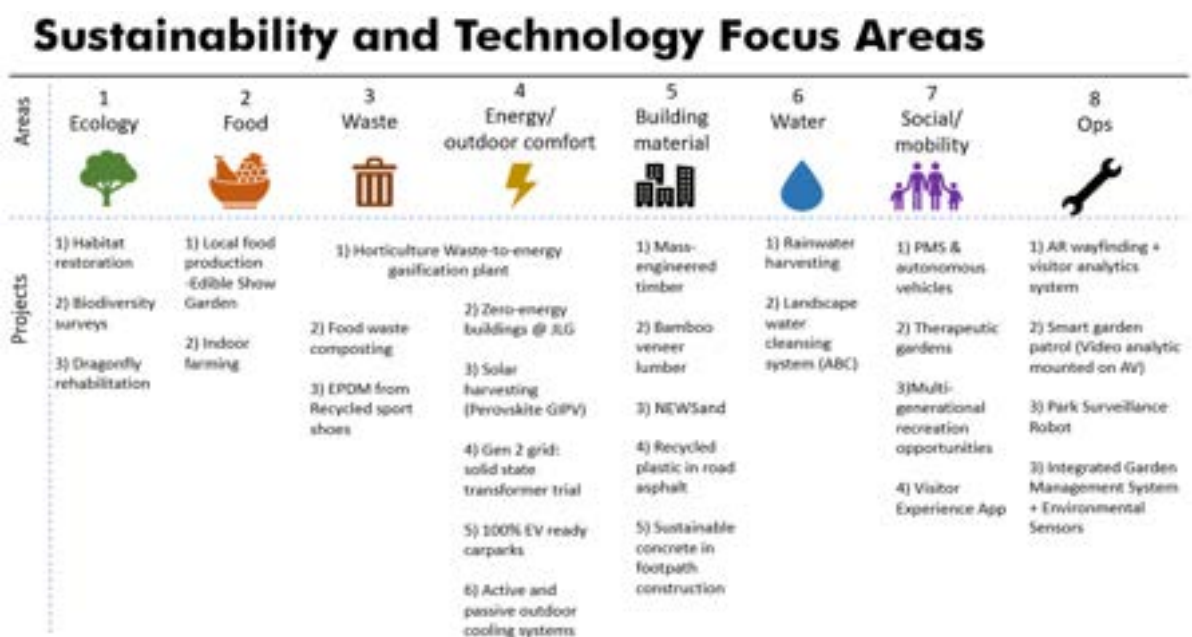 Sustainability and Technology Focus Areas
Areas
1
Ecology
2
Food
3
Waste
4
Energy/
outdoor comfort
5
Building
material
6
Water
7
Social/
mobility
8
Ops
Projects
1) Habitat
restoration
2) Biodiversity
surveys
3) Dragonfly
rehabilitation
1) Local food
production
-Edible Show
Garden
2) Indoor
farming
1) Horticulture Waste-to-energy
gasification plant
2) Food waste
composting
3) EPDM from
Recycled sport
shoes
2) Zero-energy
buildings @ JLG
3) Solar
harvesting
(Perovskite GIPV)
4) Gen 2 grid:
solid state
transformer trial
5) 100% EV ready
carparks
6) Active and
passive outdoor
cooling systems
1) Mass-
engineered
timber
2) Bamboo
veneer
lumber
3) NEWSand
4) Recycled
plastic in road
asphalt
5) Sustainable
concrete in
footpath
construction
1) Rainwater
harvesting
2) Landscape
water
cleansing
system (ABC)
1) PMS &
autonomous
vehicles
2) Therapeutic
gardens
3)Multi-
generational
recreation
opportunities
4) Visitor
Experience App
1) AR wayfinding +
visitor analytics
system
2) Smart garden
patrol (Video analytic
mounted on AV)
3) Park Surveillance
Robot
3) Integrated Garden
Management System
+ Environmental
Sensors